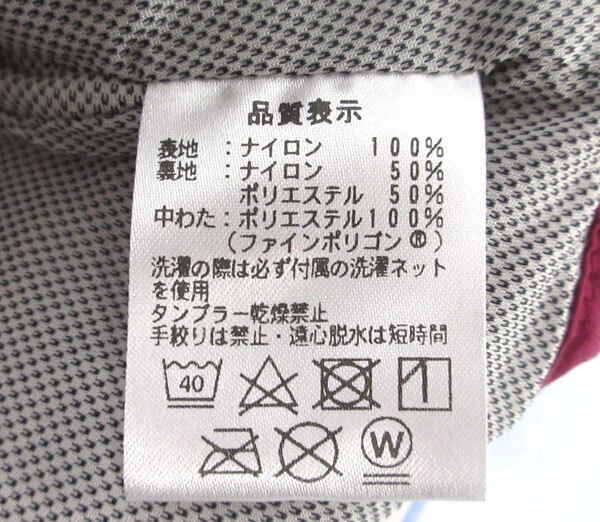 品質表示
表地 : ナイロン 100%
裏地 : ナイロン 50%
ポリエステル 50%
中わた : ポリエステル100%
(ファインポリゴン®)
洗濯の際は必ず付属の洗濯ネット
を使用
タンブラー乾燥禁止
手絞りは禁止・遠心脱水は短時間
40
W